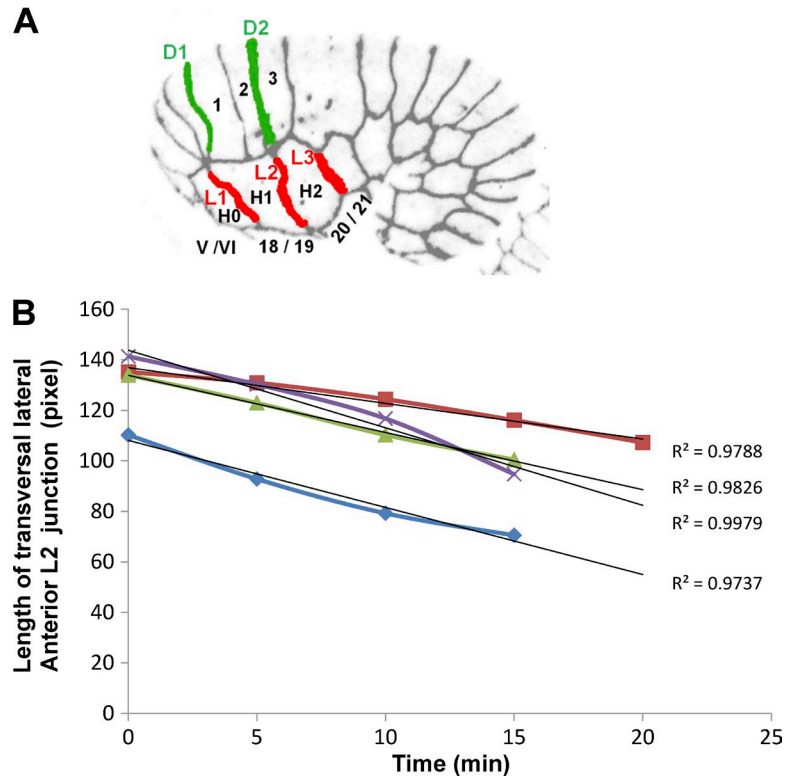 A
D1
D2
1
2
3
L1
L2
L3
H0
H1
H2
V /VI
18 / 19
20 / 21
B
Length of transversal lateral
Anterior L2 junction (pixel)
160
140
120
100
80
60
40
20
0
R² = 0.9788
R² = 0.9826
R² = 0.9979
R² = 0.9737
0 5 10 15 20 25
Time (min)